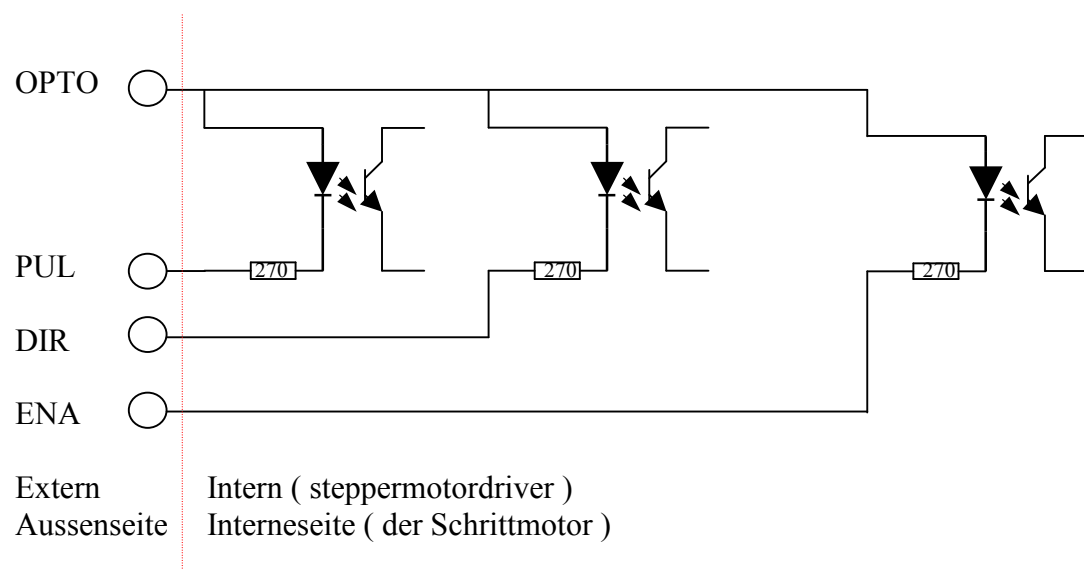 OPTO
270
270
270
PUL
DIR
ENA
Extern Intern ( steppermotordriver )
Aussenseite Interneseite ( der Schrittmotor )